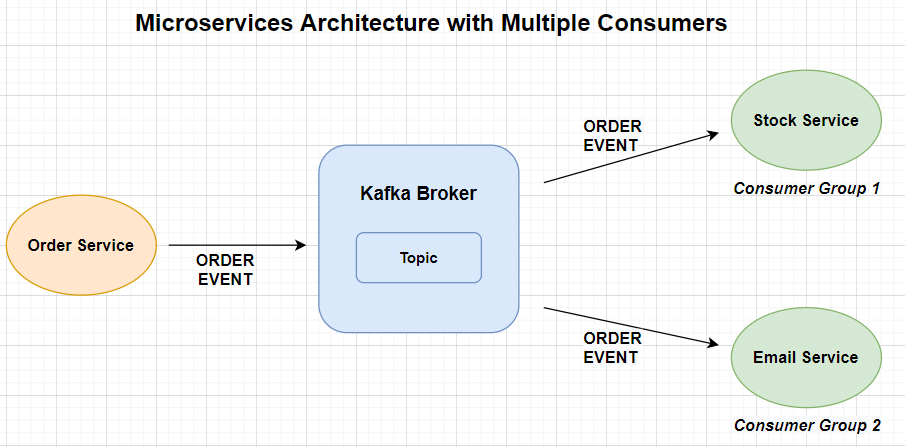 Microservices Architecture with Multiple Consumers
ORDER
EVENT
Stock Service
Consumer Group 1
Kafka Broker
Topic
Order Service
ORDER
EVENT
ORDER
EVENT
Email Service
Consumer Group 2